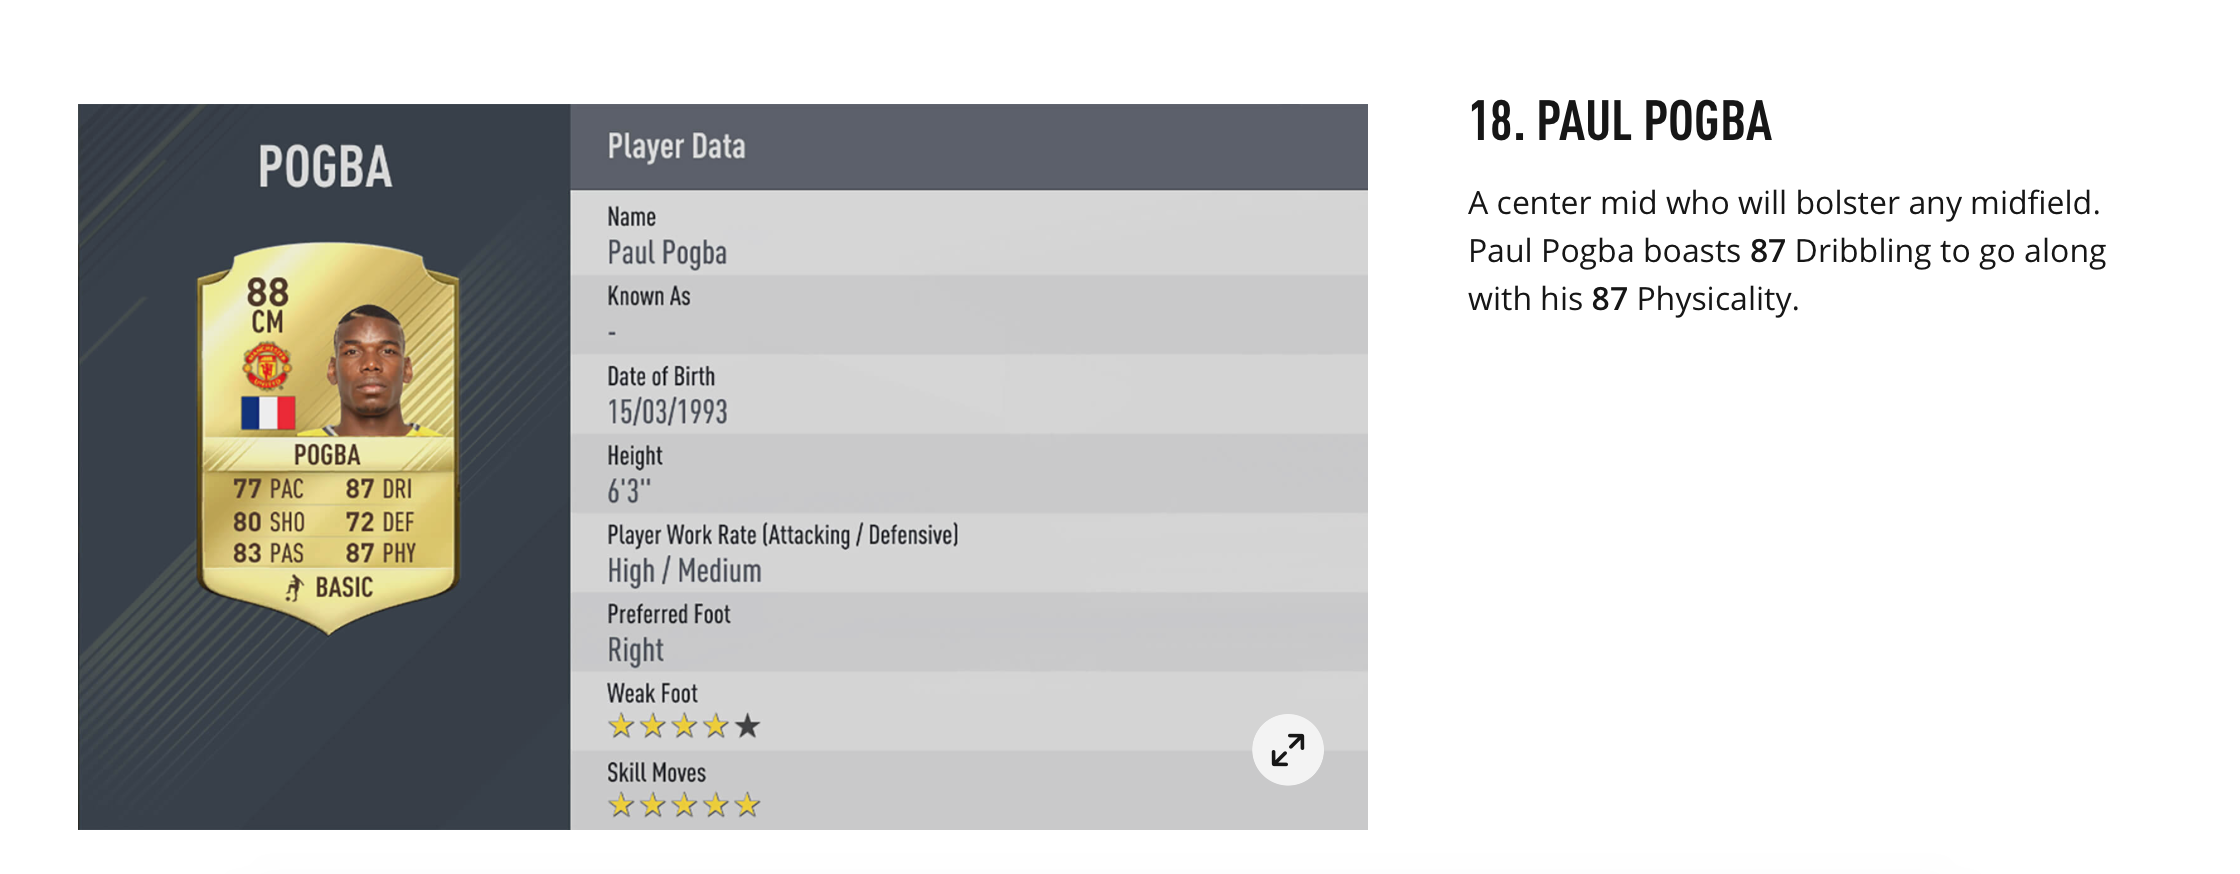 POGBA
88
CM
MANCHESTER
UNITED
POGBA
77 PAC 87 DRI
80 SHO 72 DEF
83 PAS 87 PHY
BASIC
Player Data
Name
Paul Pogba
Known As
-
Date of Birth
15/03/1993
Height
6'3"
Player Work Rate (Attacking / Defensive)
High / Medium
Preferred Foot
Right
Weak Foot
Skill Moves
18. PAUL POGBA
A center mid who will bolster any midfield.
Paul Pogba boasts 87 Dribbling to go along
with his 87 Physicality.